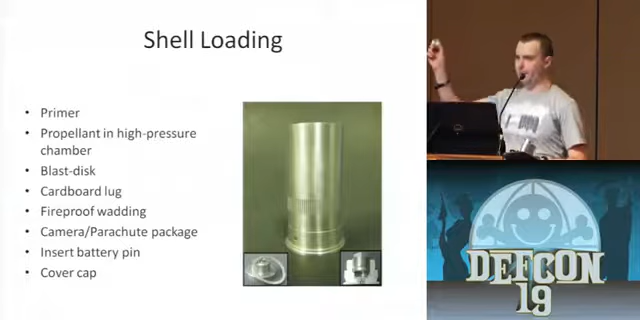 Shell Loading
• Primer
• Propellant in high-pressure
chamber
• Blast-disk
• Cardboard lug
• Fireproof wadding
• Camera/Parachute package
• Insert battery pin
• Cover cap
DEFCON
19